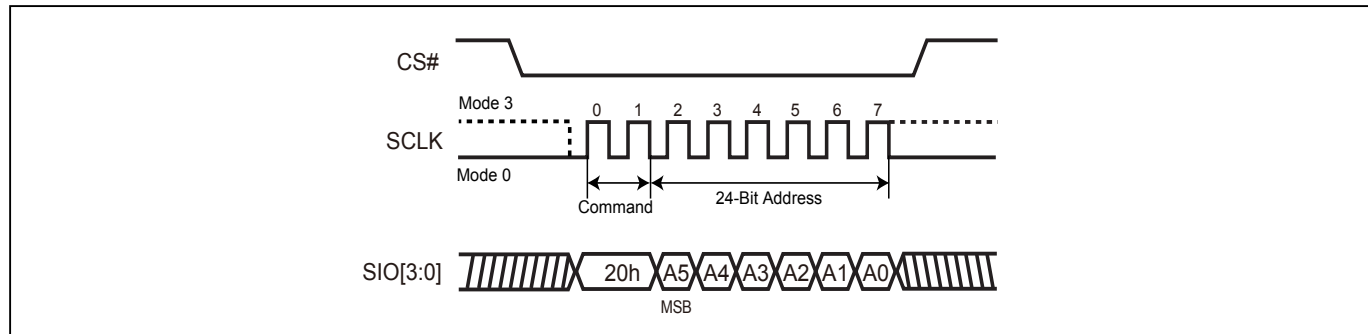 CS#
Mode 3
0 1 2 3 4 5 6 7
SCLK
Mode 0
Command
24-Bit Address
SIO[3:0]
20h A5 A4 A3 A2 A1 A0
MSB